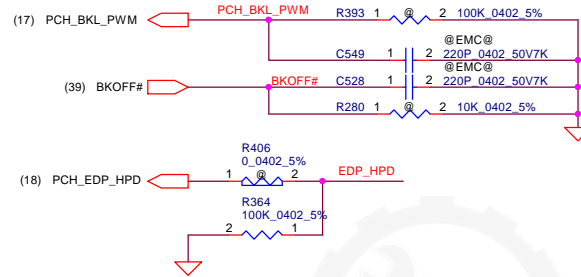 PCH_BKL_PWM R393 1 @ 2 100K_0402_5%
(17) PCH_BKL_PWM
@EMC@
C549 1 2 220P_0402_50V7K
@EMC@
(39) BKOFF# BKOFF# C528 1 2 220P_0402_50V7K
R280 1 @ 2 10K_0402_5%
R406
0_0402_5%
(18) PCH_EDP_HPD 1 @ 2 EDP_HPD
R364
100K_0402_5%
2 1